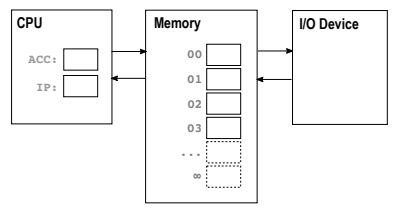 CPU
ACC:
IP:
Memory
00
01
02
03
...
∞
I/O Device